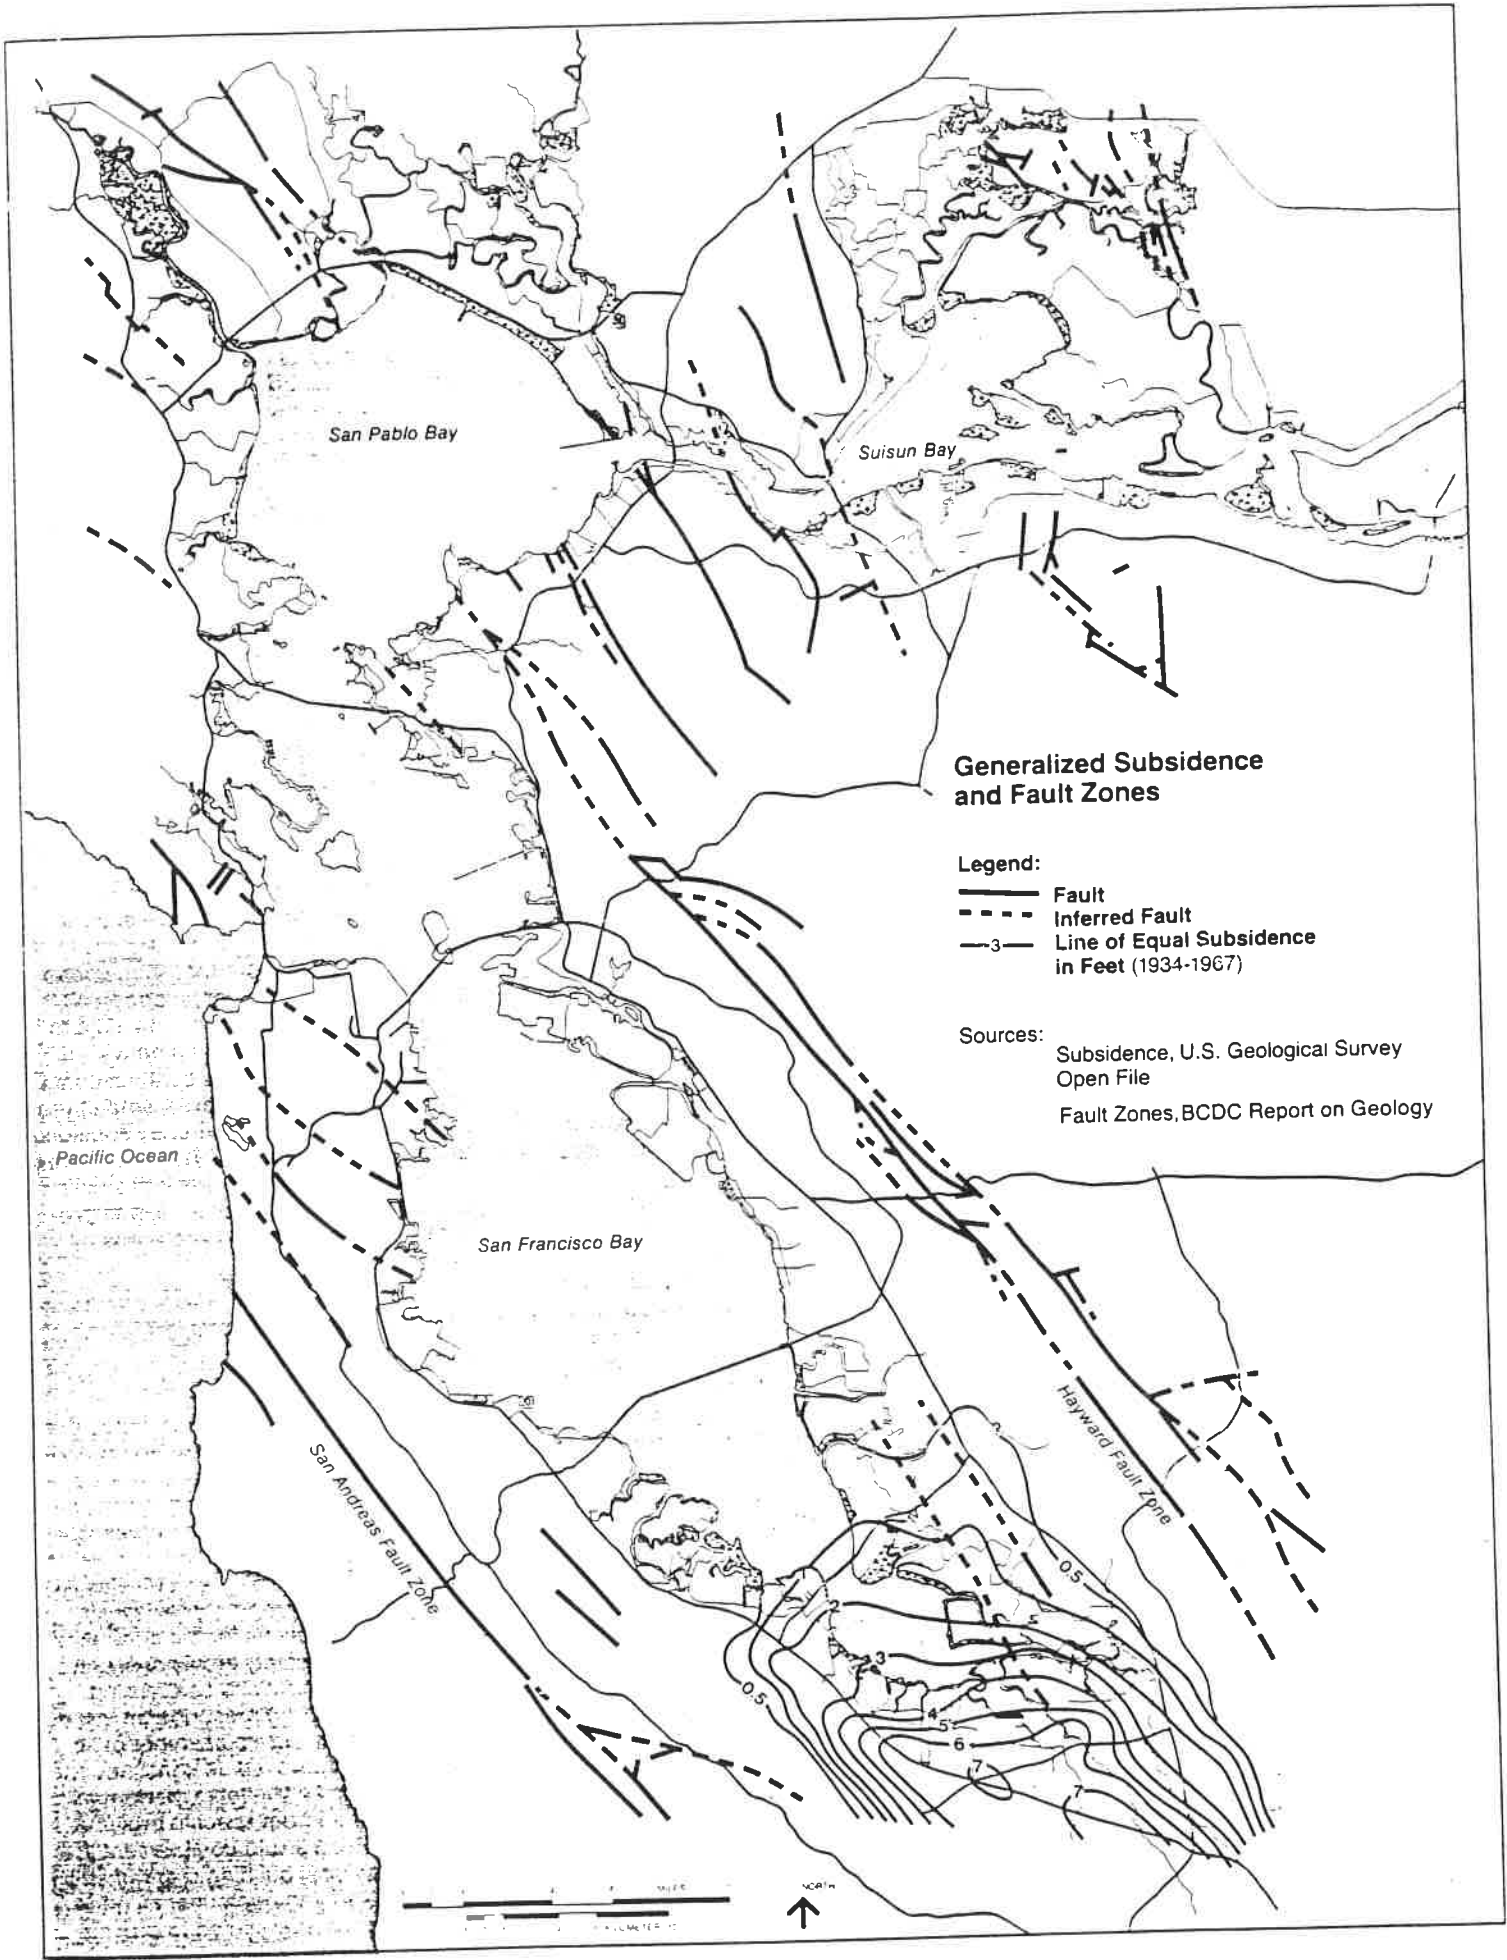 San Pablo Bay
Suisun Bay
Generalized Subsidence
and Fault Zones
Legend:
Fault
Inferred Fault
3 Line of Equal Subsidence
in Feet (1934-1967)
Sources:
Subsidence, U.S. Geological Survey
Open File
Fault Zones, BCDC Report on Geology
Pacific Ocean
San Francisco Bay
Hayward Fault Zone
San Andreas Fault Zone
0.5
2
3
0.5
4
5
6
7
7
MILES
NORTH